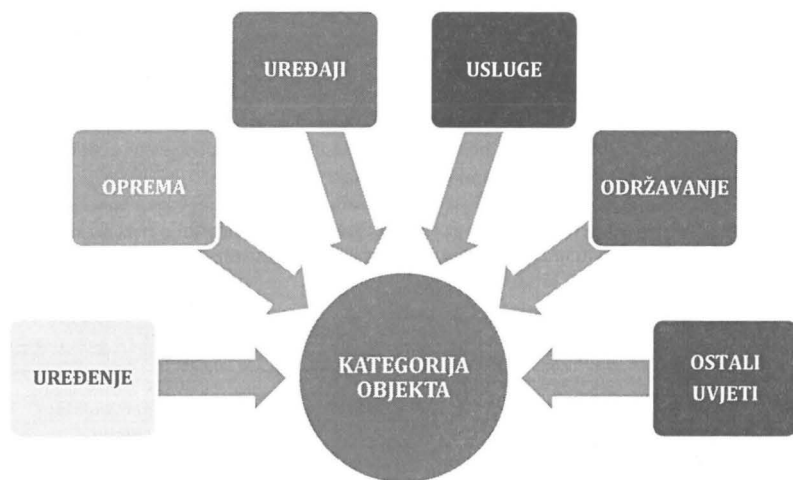 UREĐAJI
USLUGE
OPREMA
ODRŽAVANJE
UREĐENJE
KATEGORIJA
OBJEKTA
OSTALI
UVJETI